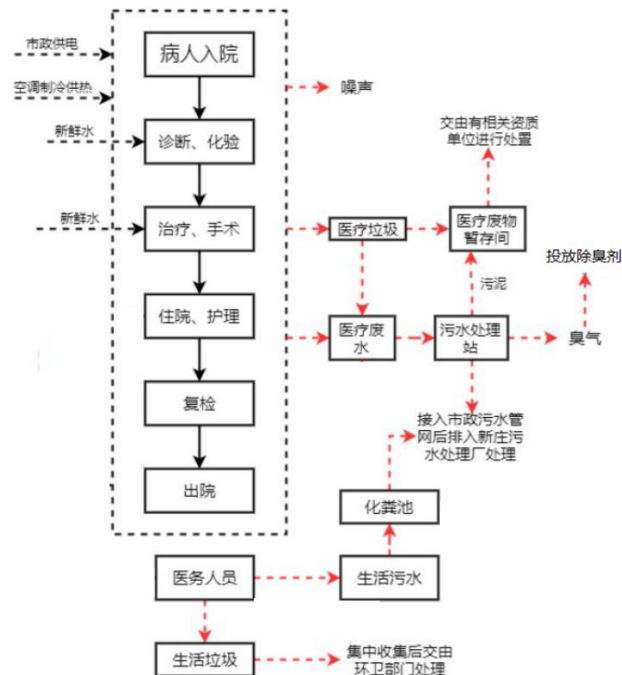 市政供电
病人入院
空调制冷供热
噪声
新鲜水
诊断、化验
交由有相关资质
单位进行处置
新鲜水
治疗、手术
医疗垃圾
医疗废物
暂存间
投放除臭剂
污泥
住院、护理
医疗废
水
污水处理
站
臭气
复检
接入市政污水管
网后排入新庄污
水处理厂处理
出院
化粪池
医务人员
生活污水
生活垃圾
集中收集后交由
环卫部门处理